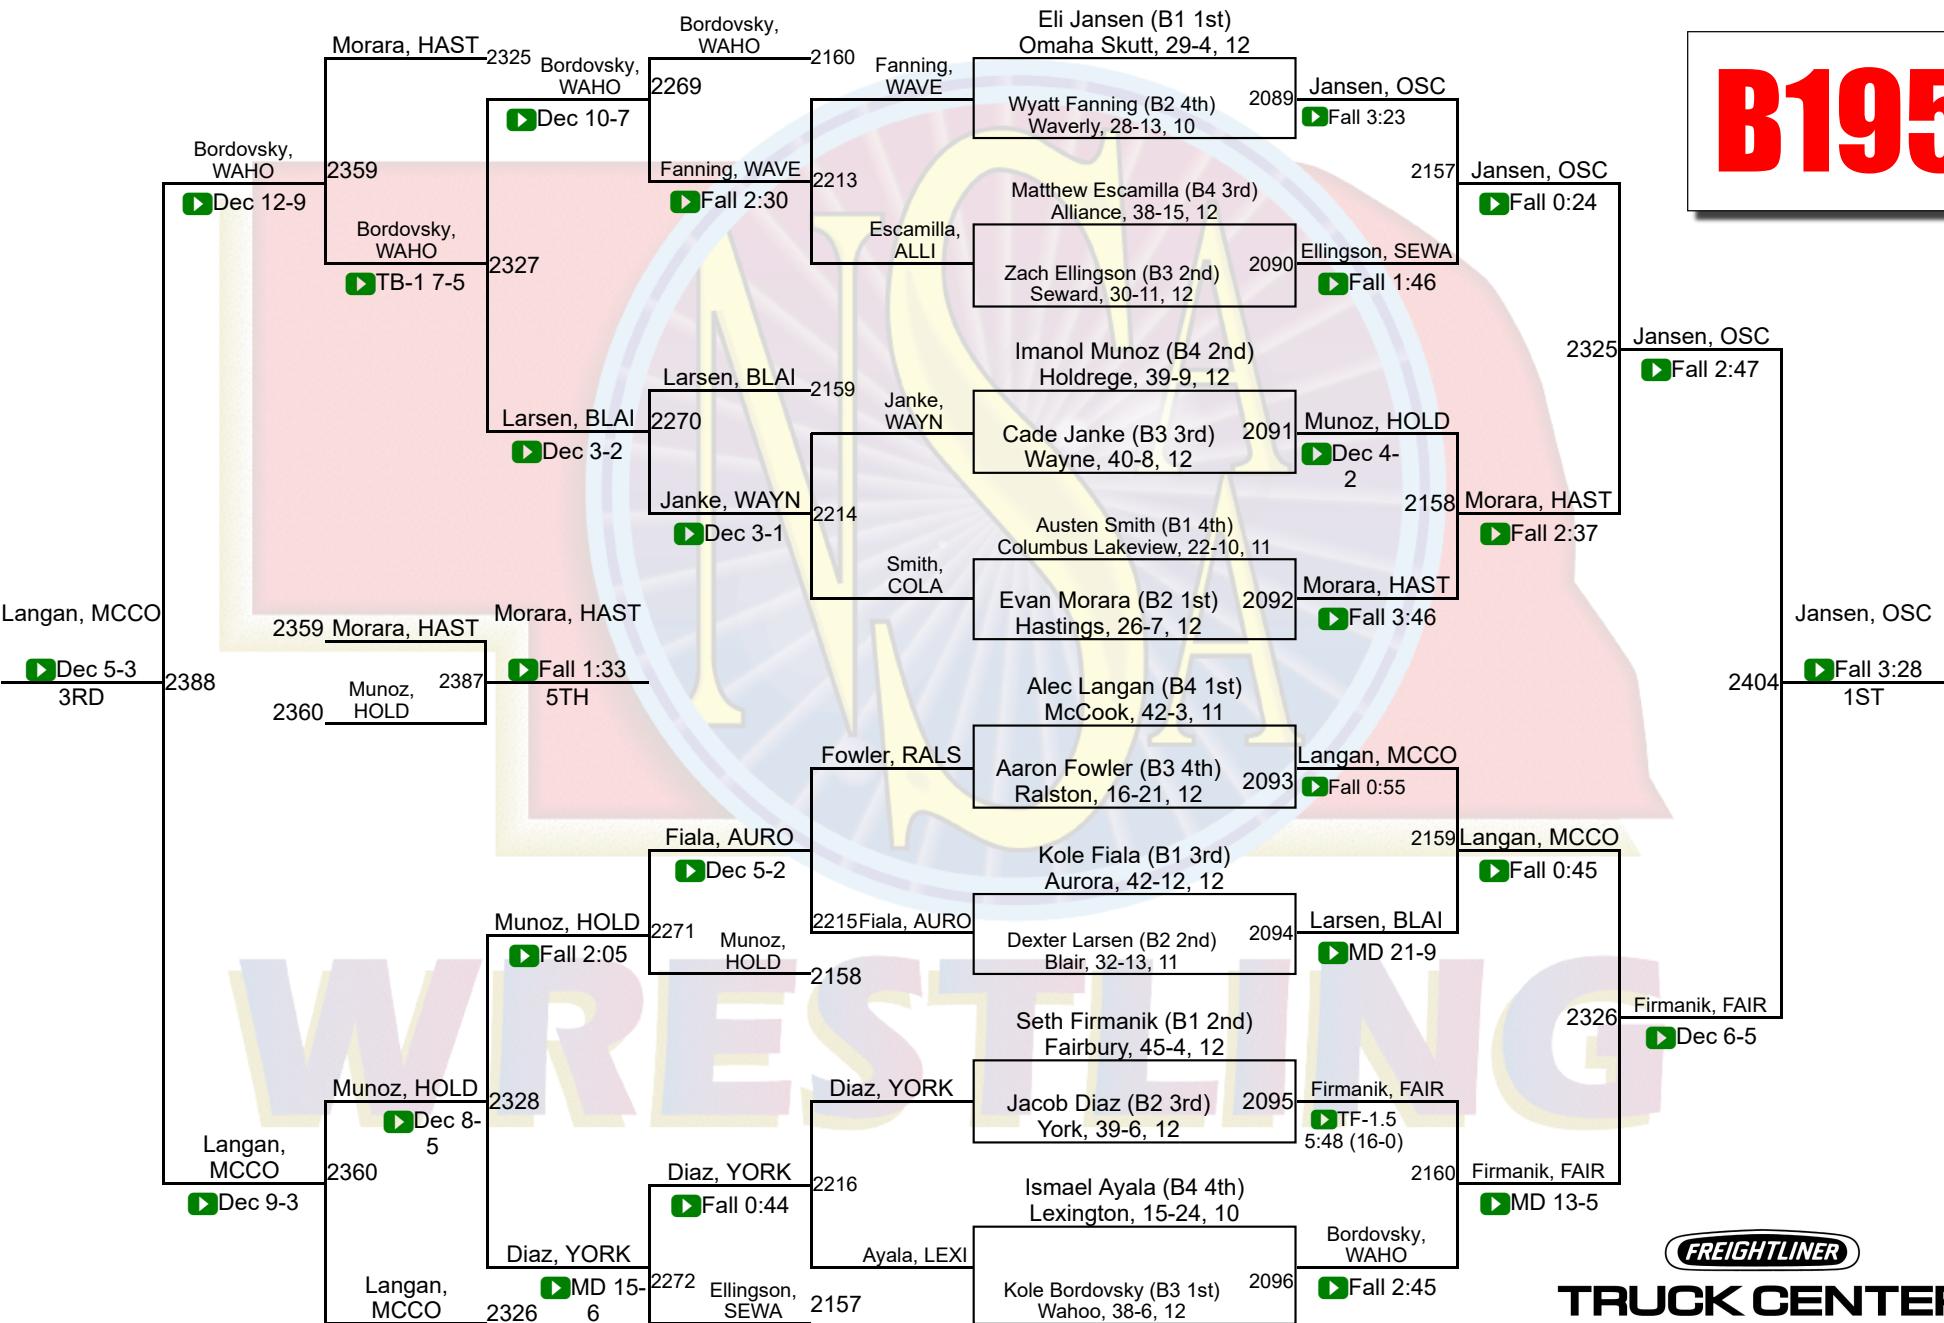 Eli Jansen (B1 1st)
Omaha Skutt, 29-4, 12
Wyatt Fanning (B2 4th)
Waverly, 28-13, 10
2089
Matthew Escamilla (B4 3rd)
Alliance, 38-15, 12
Zach Ellingson (B3 2nd)
Seward, 30-11, 12
2090
Imanol Munoz (B4 2nd)
Holdrege, 39-9, 12
Cade Janke (B3 3rd)
Wayne, 40-8, 12
2091
Austen Smith (B1 4th)
Columbus Lakeview, 22-10, 11
Evan Morara (B2 1st)
Hastings, 26-7, 12
2092
Alec Langan (B4 1st)
McCook, 42-3, 11
Aaron Fowler (B3 4th)
Ralston, 16-21, 12
2093
Kole Fiala (B1 3rd)
Aurora, 42-12, 12
Dexter Larsen (B2 2nd)
Blair, 32-13, 11
2094
Seth Firmanik (B1 2nd)
Fairbury, 45-4, 12
Jacob Diaz (B2 3rd)
York, 39-6, 12
2095
Ismael Ayala (B4 4th)
Lexington, 15-24, 10
Kole Bordovsky (B3 1st)
Wahoo, 38-6, 12
2096
Jansen, OSC
Fall 3:23
2157
Ellingson, SEWA
Fall 1:46
Munoz, HOLD
Dec 4-
2
2158
Morara, HAST
Fall 3:46
Langan, MCCO
Fall 0:55
2159
Larsen, BLAI
MD 21-9
Firmanik, FAIR
TF-1.5
5:48 (16-0)
2160
Bordovsky,
WAHO
Fall 2:45
Jansen, OSC
Fall 0:24
2325
Morara, HAST
Fall 2:37
Langan, MCCO
Fall 0:45
2326
Firmanik, FAIR
MD 13-5
Jansen, OSC
Fall 2:47
2404
Firmanik, FAIR
Dec 6-5
Jansen, OSC
Fall 3:28
1ST
Fanning,
WAVE
2213
Escamilla,
ALLI
Janke,
WAYN
2214
Smith,
COLA
Fowler, RALS
2215
Fiala, AURO
Diaz, YORK
2216
Ayala, LEXI
Bordovsky,
WAHO
2160
2269
Fanning, WAVE
Fall 2:30
Larsen, BLAI
2159
2270
Janke, WAYN
Dec 3-1
Fiala, AURO
Dec 5-2
2271
Munoz,
HOLD
2158
Diaz, YORK
Fall 0:44
2272
Ellingson,
SEWA
2157
Bordovsky,
WAHO
Dec 10-7
2327
Larsen, BLAI
Dec 3-2
Munoz, HOLD
Fall 2:05
2328
Diaz, YORK
MD 15-
6
Morara, HAST
2325
2359
Bordovsky,
WAHO
TB-1 7-5
Munoz, HOLD
Dec 8-
5
2360
Langan,
MCCO
2326
Bordovsky,
WAHO
Dec 12-9
2388
Langan,
MCCO
Dec 9-3
Langan, MCCO
Dec 5-3
3RD
2359
Morara, HAST
2387
2360
Munoz,
HOLD
Morara, HAST
Fall 1:33
5TH
B195
NSAA
WRESTLING
FREIGHTLINER
TRUCK CENTER